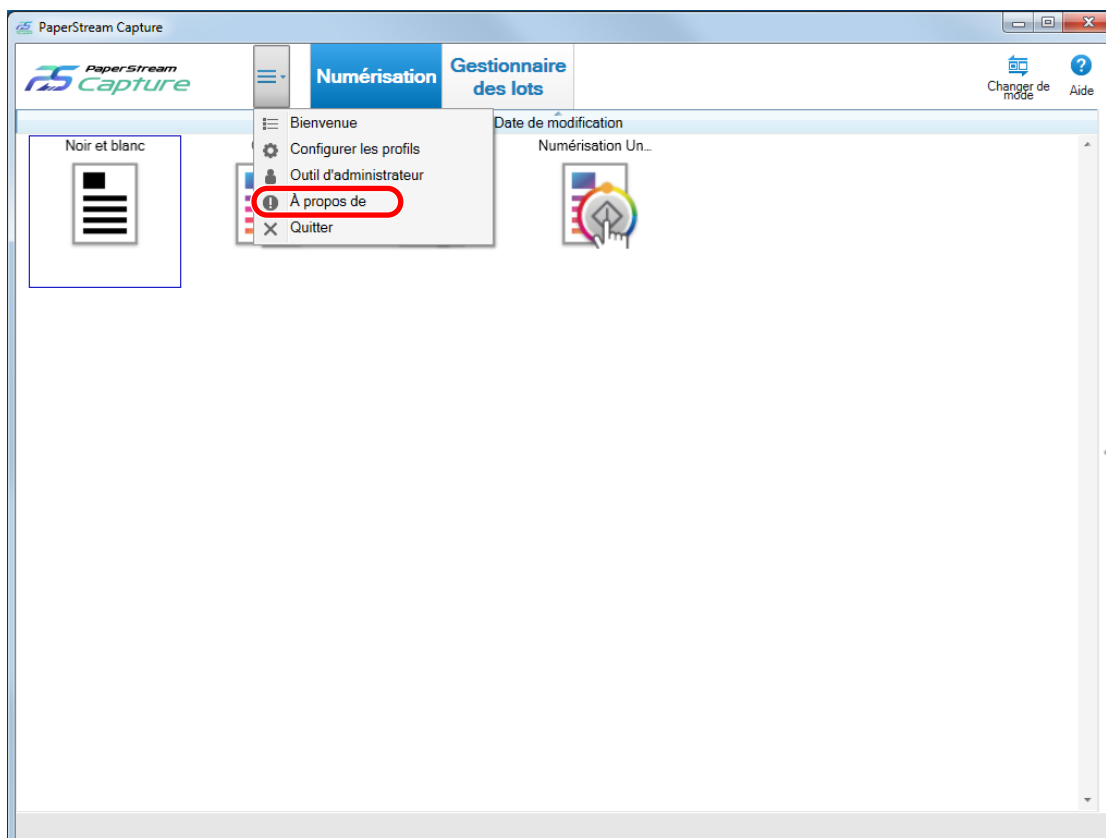 PaperStream Capture
PaperStream
Capture
Numérisation
Gestionnaire
des lots
Changer de
mode
Aide
Date de modification
Bienvenue
Configurer les profils
Outil d'administrateur
À propos de
Quitter
Noir et blanc
Numérisation Un...